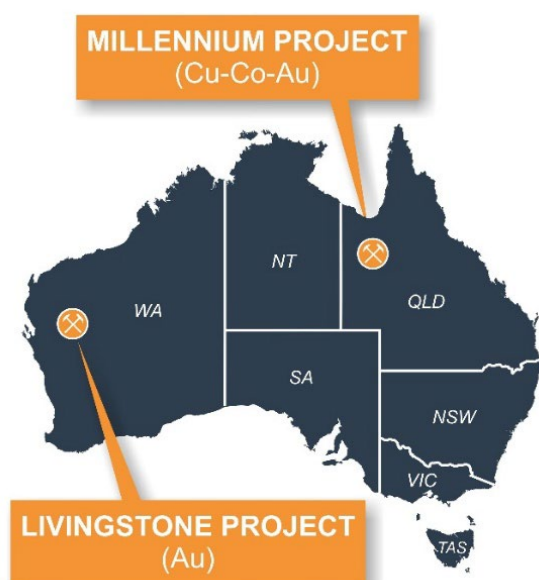 MILLENNIUM PROJECT
(Cu-Co-Au)
NT
WA
QLD
SA
NSW
VIC
TAS
LIVINGSTONE PROJECT
(Au)